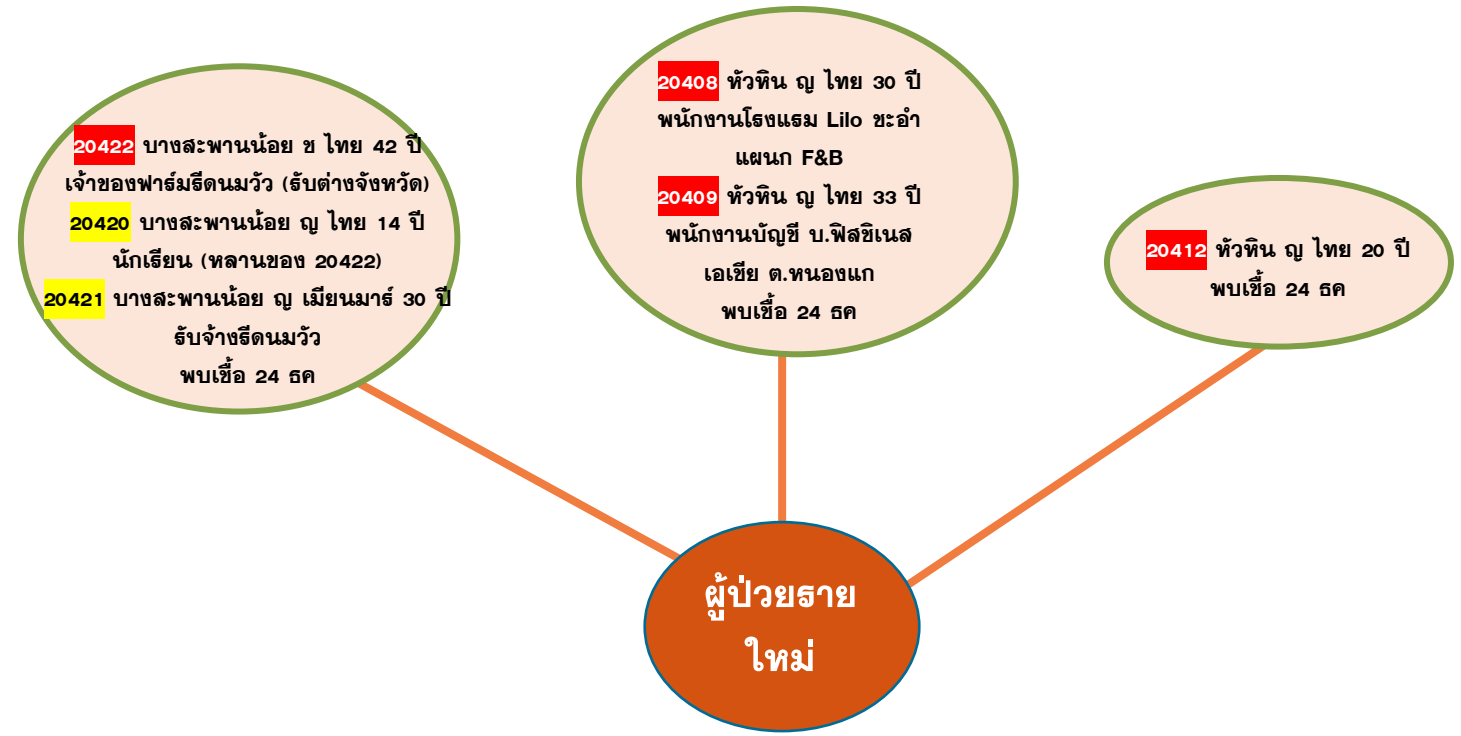 20422 บางสะพานน้อย ช ไทย 42 ปี
เจ้าของฟาร์มรีดนมวัว (รับต่างจังหวัด)
20420 บางสะพานน้อย ญ ไทย 14 ปี
นักเรียน (หลานของ 20422)
20421 บางสะพานน้อย ญ เมียนมาร์ 30 ปี
รับจ้างรีดนมวัว
พบเชื้อ 24 ธค
20408 หัวหิน ญ ไทย 30 ปี
พนักงานโรงแรม Lilo ชะอำ
แผนก F&B
20409 หัวหิน ญ ไทย 33 ปี
พนักงานบัญชี บ.ฟิสชิเนส
เอเชีย ต.หนองแก
พบเชื้อ 24 ธค
20412 หัวหิน ญ ไทย 20 ปี
พบเชื้อ 24 ธค
ผู้ป่วยราย
ใหม่